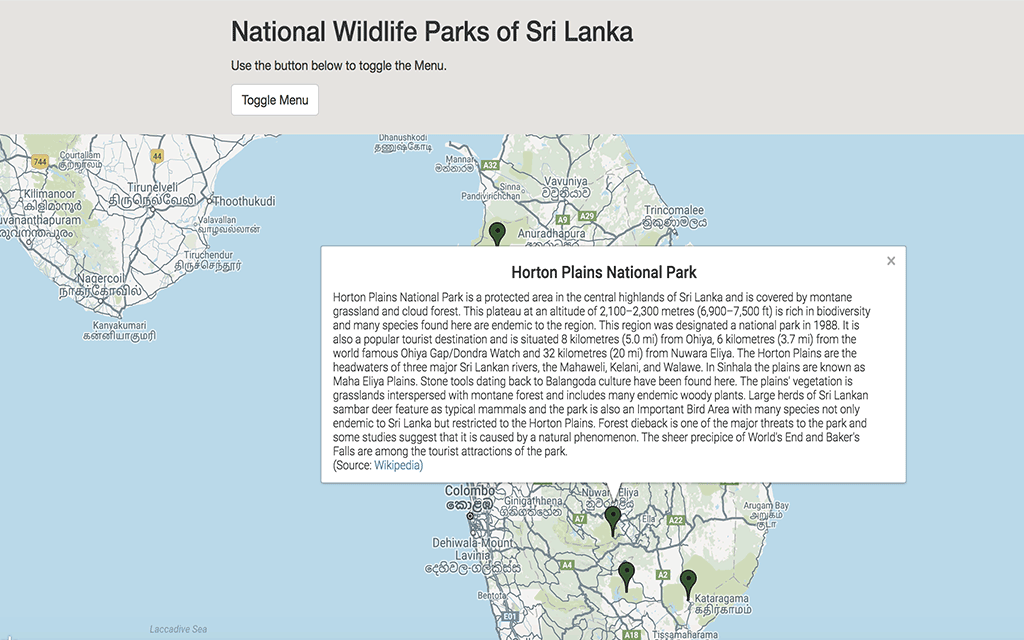 National Wildlife Parks of Sri Lanka
Use the button below to toggle the Menu.
Toggle Menu
Dhanushkodi
தனுஷ்கோடி
744
Courtallam
குற்றாலம்
44
Mannar
මන්නාරම
A32
Kilimanoor
കിളിമാനൂർ
Tirunelveli
திருநெல்வேலி
Thoothukudi
Sinna
Pandivirichchan
Vavuniya
වවුනියාව
Trincomalee
ත්‍රිකුණාමලය
A9
A29
Valavallan
Anuradhapura
Tiruchendur
திருச்செந்தூர்
Nagercoil
நாகர்கோவில்
Kanyakumari
கன்னியாகுமரி
×
Horton Plains National Park
Horton Plains National Park is a protected area in the central highlands of Sri Lanka and is covered by montane
grassland and cloud forest. This plateau at an altitude of 2,100–2,300 metres (6,900–7,500 ft) is rich in biodiversity
and many species found here are endemic to the region. This region was designated a national park in 1988. It is
also a popular tourist destination and is situated 8 kilometres (5.0 mi) from Ohiya, 6 kilometres (3.7 mi) from the
world famous Ohiya Gap/Dondra Watch and 32 kilometres (20 mi) from Nuwara Eliya. The Horton Plains are the
headwaters of three major Sri Lankan rivers, the Mahaweli, Kelani, and Walawe. In Sinhala the plains are known as
Maha Eliya Plains. Stone tools dating back to Balangoda culture have been found here. The plains' vegetation is
grasslands interspersed with montane forest and includes many endemic woody plants. Large herds of Sri Lankan
sambar deer feature as typical mammals and the park is also an Important Bird Area with many species not only
endemic to Sri Lanka but restricted to the Horton Plains. Forest dieback is one of the major threats to the park and
some studies suggest that it is caused by a natural phenomenon. The sheer precipice of World's End and Baker's
Falls are among the tourist attractions of the park.
(Source: Wikipedia)
Colombo
කොළඹ
Ginigathhena
ගිනිගත්හේන
Nuwara Eliya
A7
Ella
A22
Arugam Bay
அறுகம்
குடா
Dehiwala-Mount
Lavinia
දෙහිවල-ගල්කිස්ස
A4
A2
Bentota
Kataragama
கதிர்காமம்
E01
A18
Tissamaharama
Laccadive Sea